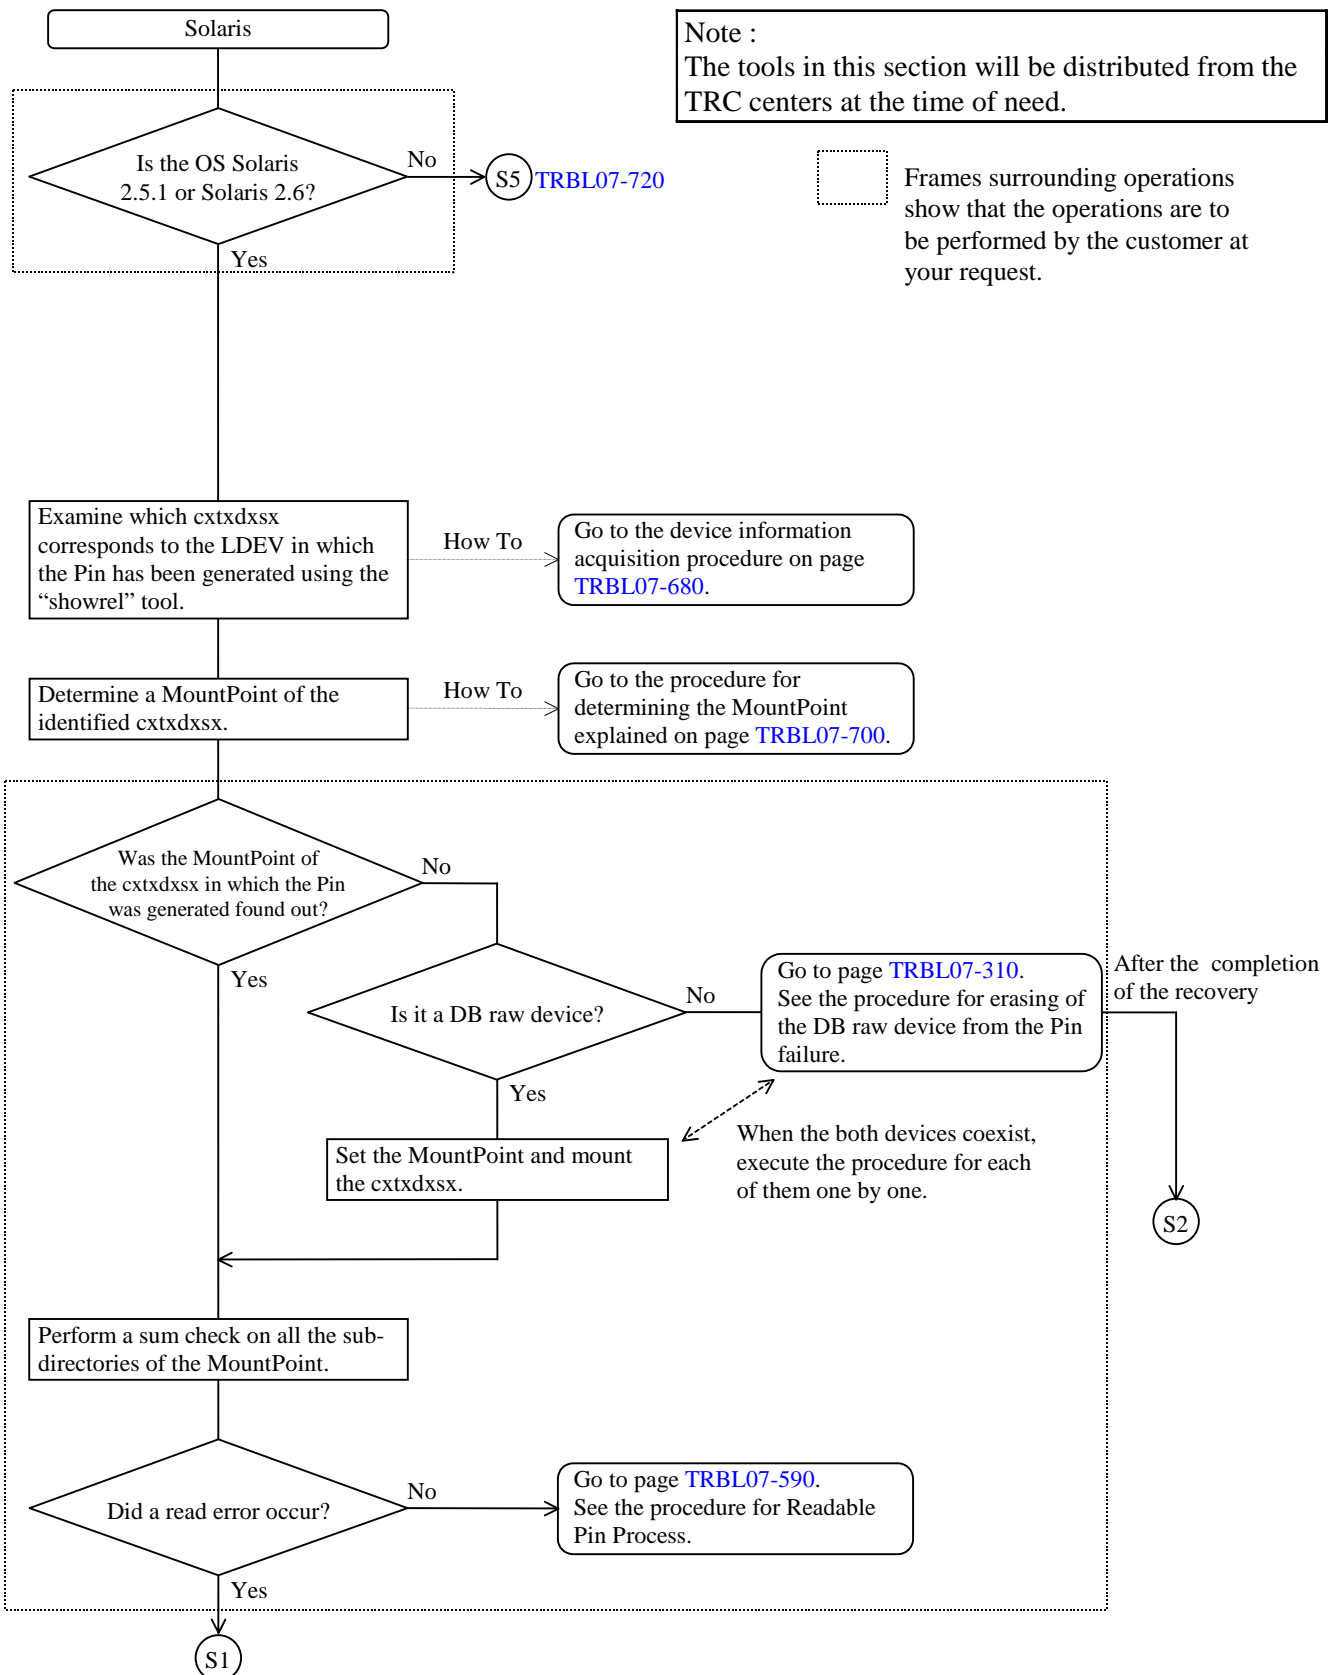 Solaris
Note :
The tools in this section will be distributed from the
TRC centers at the time of need.
Is the OS Solaris
2.5.1 or Solaris 2.6?
No
S5
TRBL07-720
Yes
Frames surrounding operations
show that the operations are to
be performed by the customer at
your request.
Examine which cxtxdxsx
corresponds to the LDEV in which
the Pin has been generated using the
“showrel” tool.
How To
Go to the device information
acquisition procedure on page
TRBL07-680.
Determine a MountPoint of the
identified cxtxdxsx.
How To
Go to the procedure for
determining the MountPoint
explained on page TRBL07-700.
Was the MountPoint of
the cxtxdxsx in which the Pin
was generated found out?
No
Yes
Is it a DB raw device?
No
Go to page TRBL07-310.
See the procedure for erasing of
the DB raw device from the Pin
failure.
After the  completion
of the recovery
Yes
Set the MountPoint and mount
the cxtxdxsx.
When the both devices coexist,
execute the procedure for each
of them one by one.
S2
Perform a sum check on all the sub-
directories of the MountPoint.
Did a read error occur?
No
Go to page TRBL07-590.
See the procedure for Readable
Pin Process.
Yes
S1